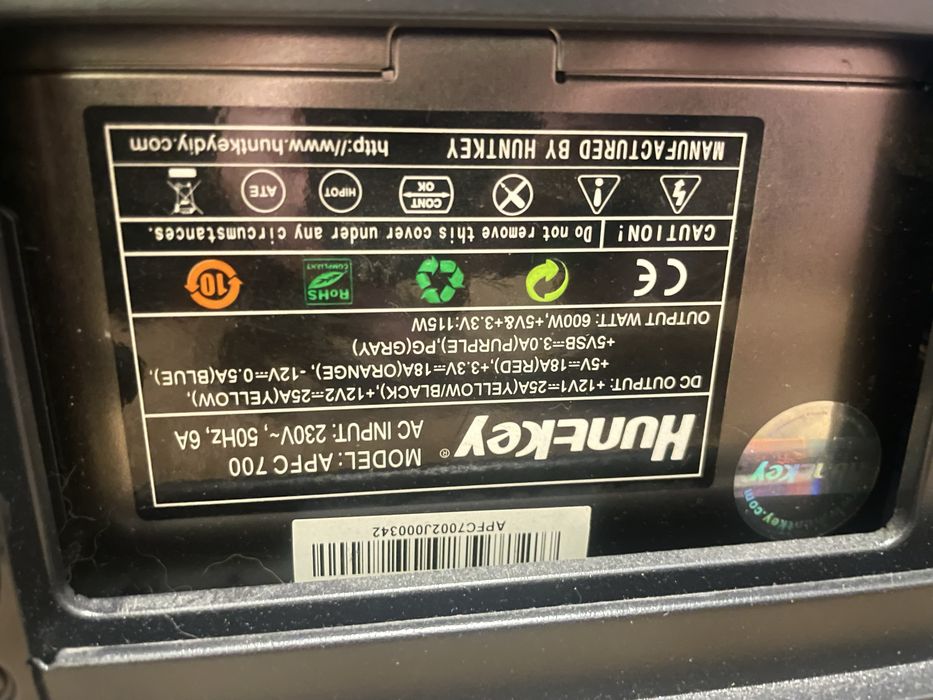 APFC7002J000342
Huntkey®
MODEL: APFC 700
AC INPUT: 230V~, 50Hz, 6A
DC OUTPUT: +12V1⎓25A(YELLOW/BLACK),+12V2⎓25A(YELLOW),
+5V⎓18A(RED),+3.3V⎓18A(ORANGE), -12V⎓0.5A(BLUE),
+5VSB⎓3.0A(PURPLE),PG(GRAY)
OUTPUT WATT: 600W,+5V&+3.3V:115W
CE
RoHS
COMPLIANT
10
CAUTION! Do not remove this cover under any circumstances.
CONT
OK
HIPOT
ATE
MANUFACTURED BY HUNTKEY http://www.huntkeydiy.com